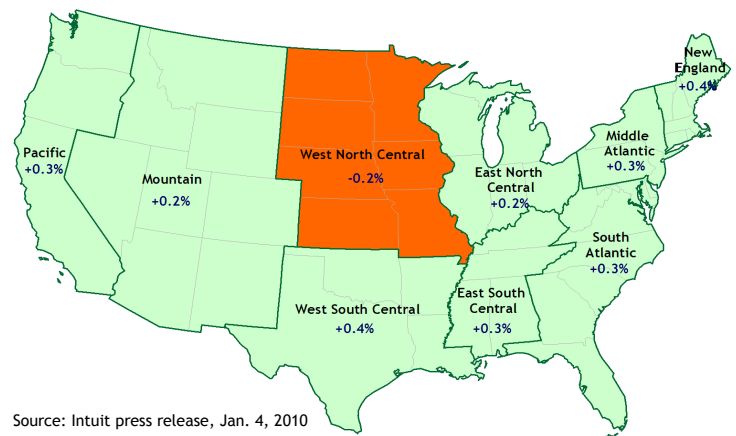 New
England
+0.4%
Pacific
+0.3%
Mountain
+0.2%
West North Central
-0.2%
East North
Central
+0.2%
Middle
Atlantic
+0.3%
South
Atlantic
+0.3%
West South Central
+0.4%
East South
Central
+0.3%
Source: Intuit press release, Jan. 4, 2010